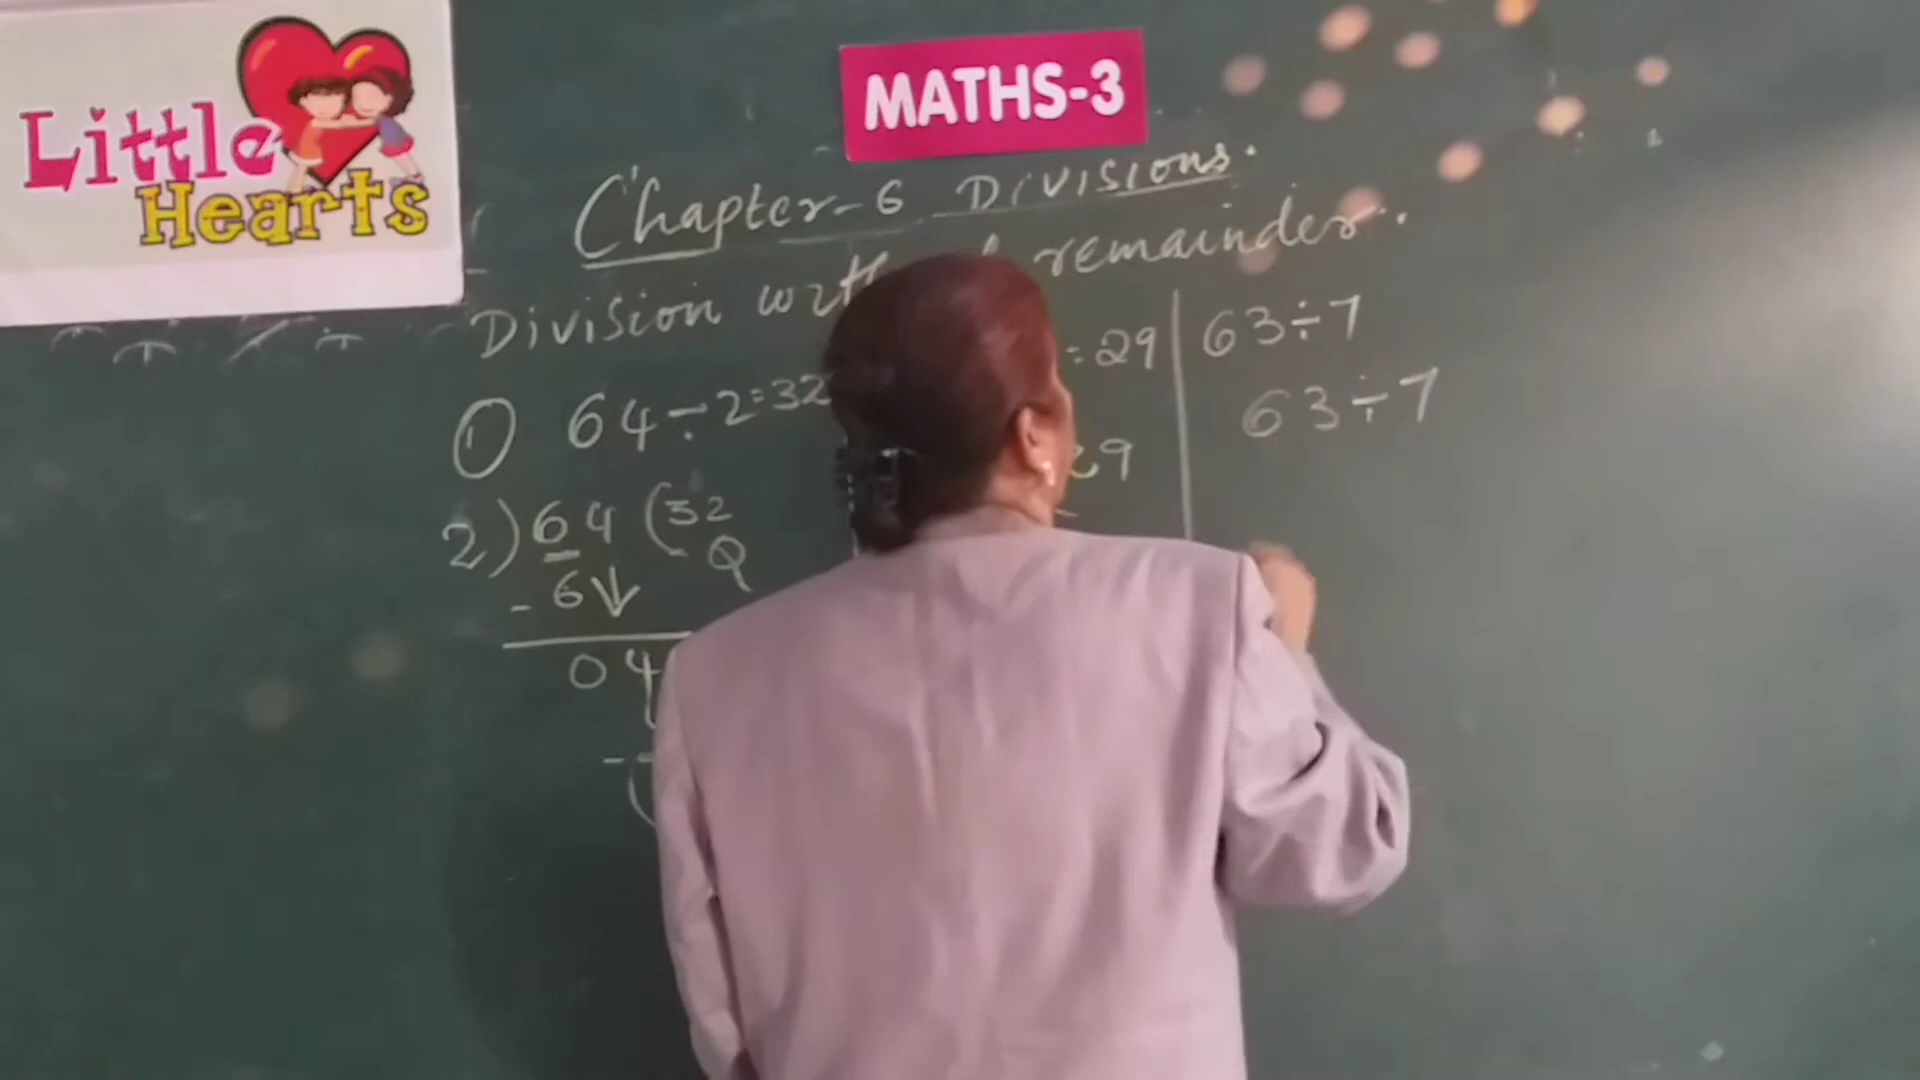 Little
Hearts
MATHS-3
Chapter-6 Divisions.
Division remainder.
① 64÷2=32
÷29
63÷7
63÷7
2)64(32
Q
29
-6↓
04